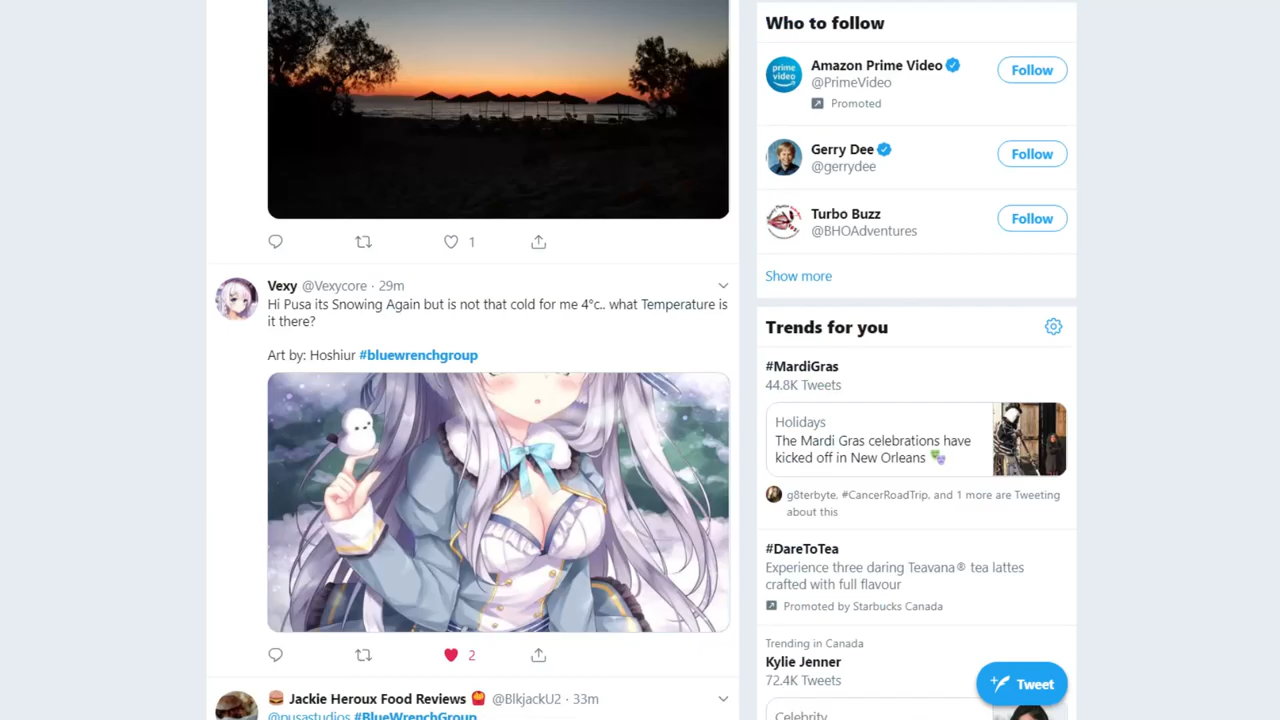 1
Vexy @Vexycore · 29m
Hi Pusa its Snowing Again but is not that cold for me 4°c.. what Temperature is
it there?
Art by: Hoshiur #bluewrenchgroup
2
🍔 Jackie Heroux Food Reviews 🍟 @BlkjackU2 · 33m
@pusastudios #BlueWrenchGroup
Who to follow
prime
video
Amazon Prime Video
@PrimeVideo
Promoted
Follow
Gerry Dee
@gerrydee
Follow
Turbo Buzz
@BHOAdventures
Follow
Show more
Trends for you
#MardiGras
44.8K Tweets
Holidays
The Mardi Gras celebrations have
kicked off in New Orleans 🎭
g8terbyte, #CancerRoadTrip, and 1 more are Tweeting
about this
#DareToTea
Experience three daring Teavana® tea lattes
crafted with full flavour
Promoted by Starbucks Canada
Trending in Canada
Kylie Jenner
72.4K Tweets
Celebrity
Tweet